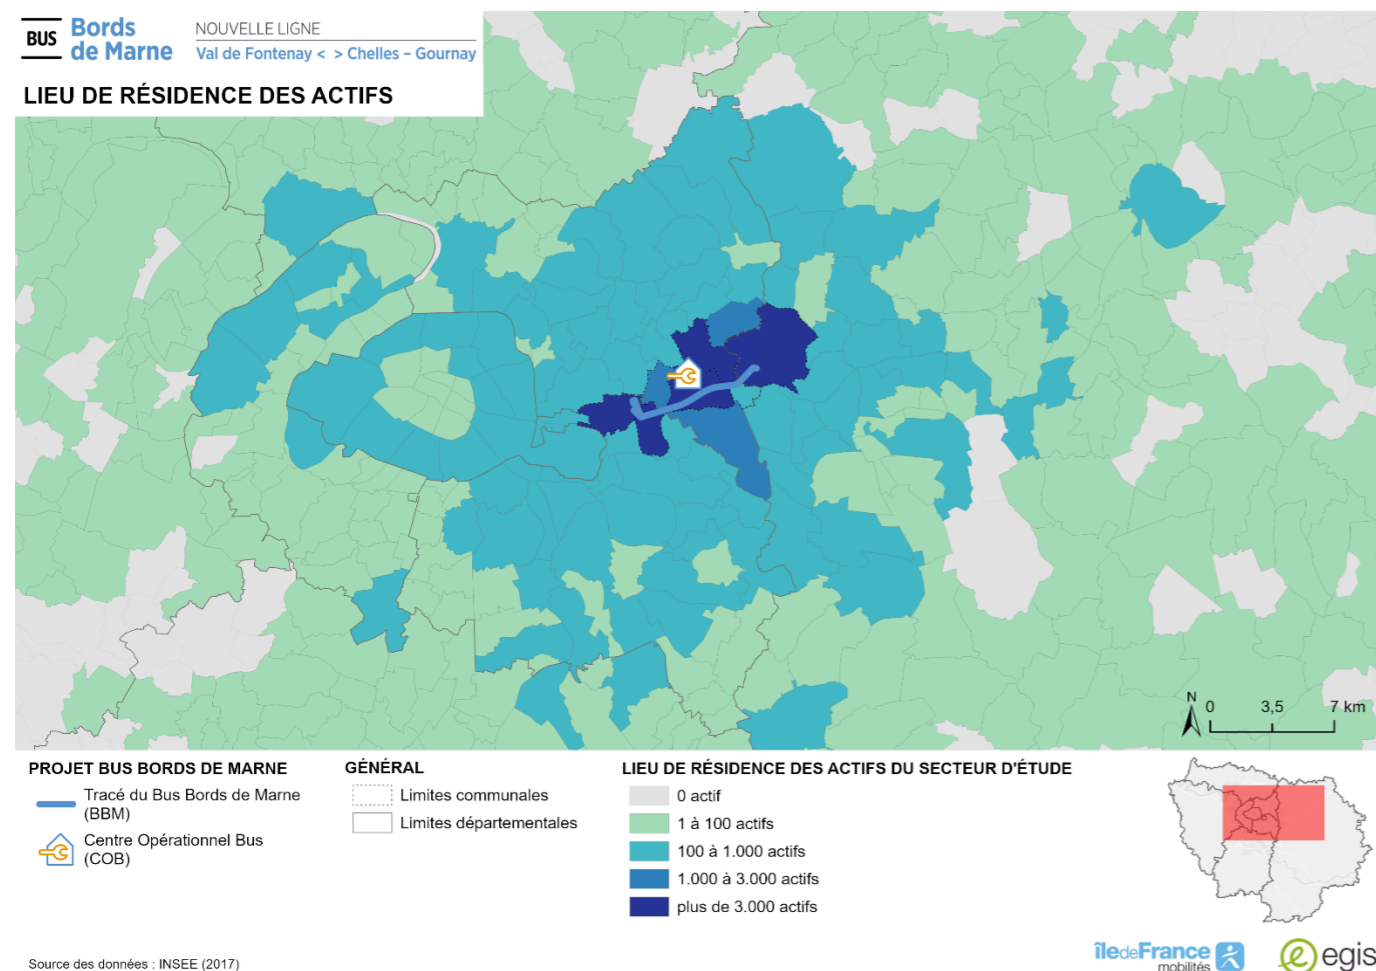 BUS
Bords
de Marne
NOUVELLE LIGNE
Val de Fontenay < > Chelles – Gournay
LIEU DE RÉSIDENCE DES ACTIFS
N
0 3,5 7 km
PROJET BUS BORDS DE MARNE
Tracé du Bus Bords de Marne
(BBM)
Centre Opérationnel Bus
(COB)
GÉNÉRAL
Limites communales
Limites départementales
LIEU DE RÉSIDENCE DES ACTIFS DU SECTEUR D'ÉTUDE
0 actif
1 à 100 actifs
100 à 1.000 actifs
1.000 à 3.000 actifs
plus de 3.000 actifs
Source des données : INSEE (2017)
îledeFrance
mobilités
egis